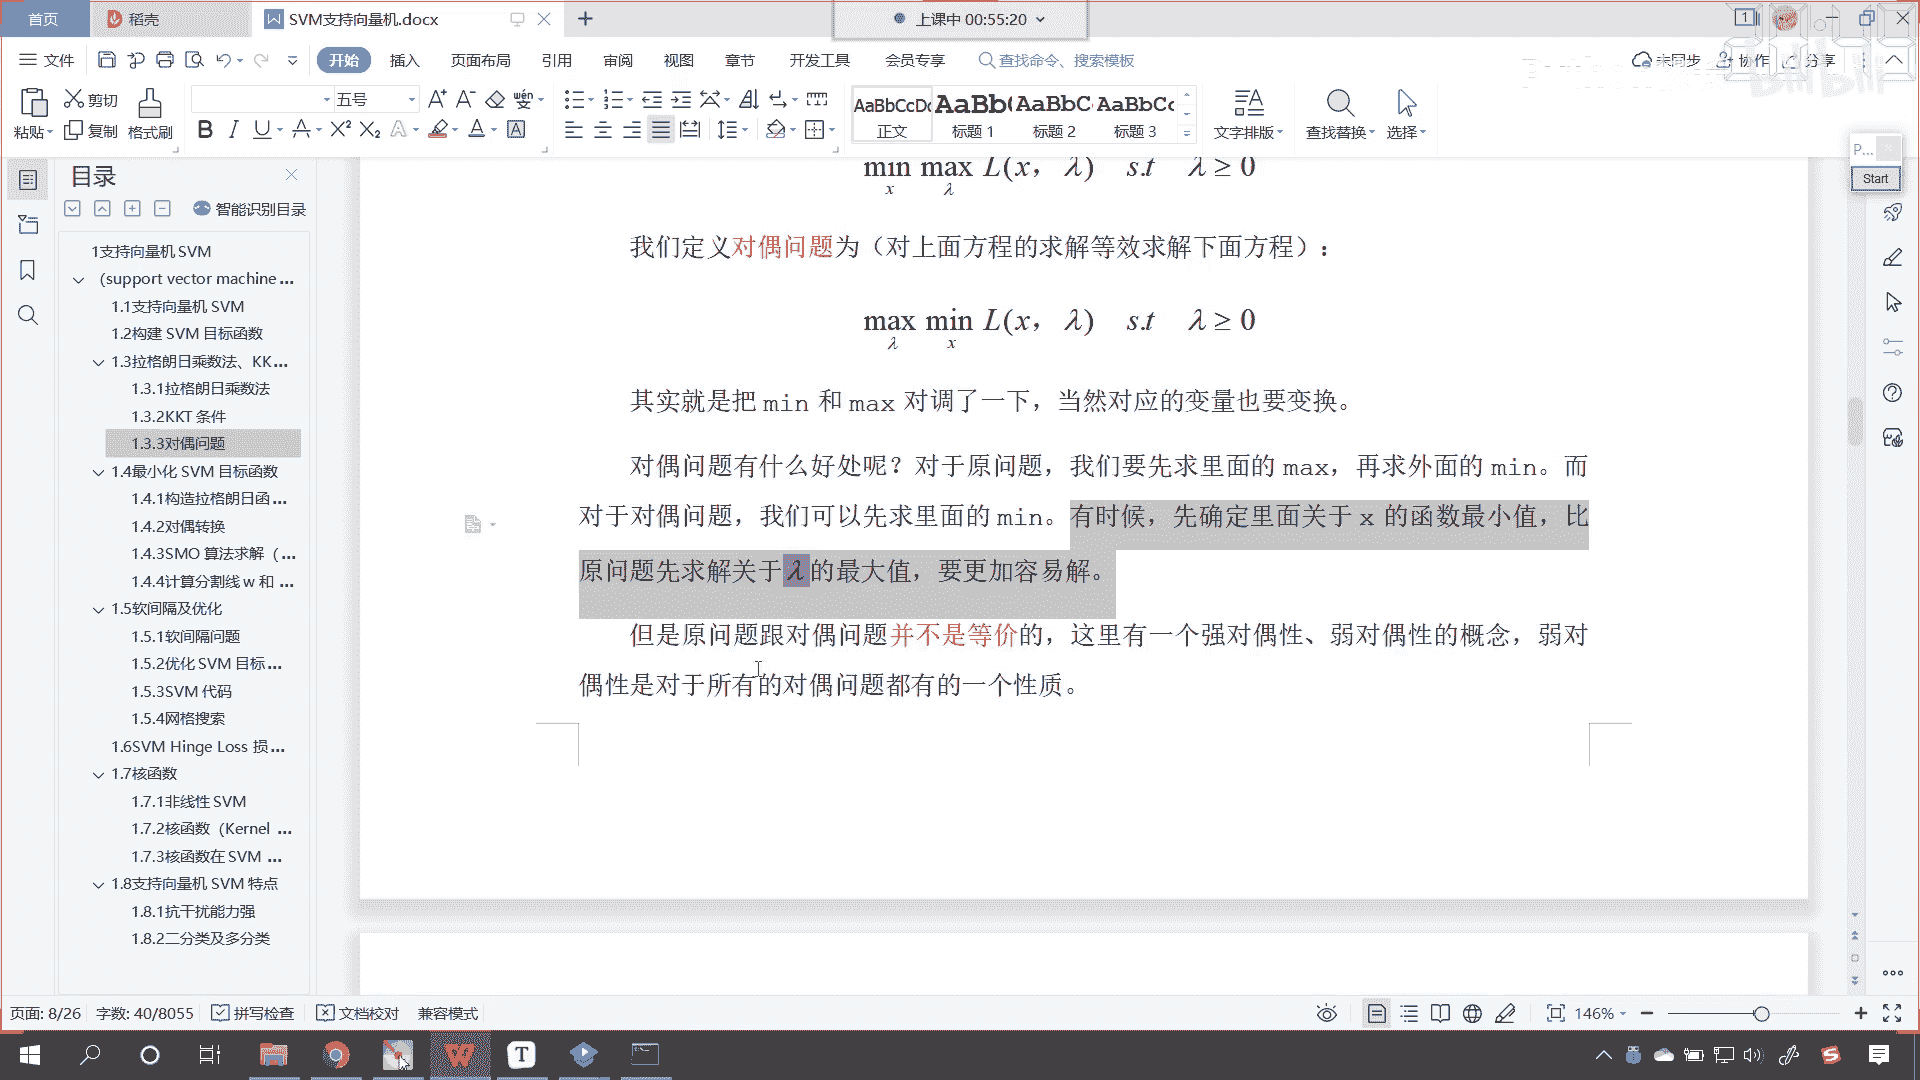 首页
稻壳
SVM支持向量机.docx
上课中 00:55:20
文件
开始
插入
页面布局
引用
审阅
视图
章节
开发工具
会员专享
查找命令、搜索模板
未同步
协作
分享
粘贴
剪切
复制
格式刷
五号
AaBbCcDd
正文
AaBb(
标题 1
AaBbC
标题 2
AaBbCc
标题 3
文字排版
查找替换
选择
P...
Start
目录
智能识别目录
1支持向量机 SVM
(support vector machine ...
1.1支持向量机 SVM
1.2构建 SVM 目标函数
1.3拉格朗日乘数法、KK...
1.3.1拉格朗日乘数法
1.3.2KKT 条件
1.3.3对偶问题
1.4最小化 SVM 目标函数
1.4.1构造拉格朗日函 ...
1.4.2对偶转换
1.4.3SMO 算法求解（ ...
1.4.4计算分割线 w 和 ...
1.5软间隔及优化
1.5.1软间隔问题
1.5.2优化 SVM 目标...
1.5.3SVM 代码
1.5.4网格搜索
1.6SVM Hinge Loss 损...
1.7核函数
1.7.1非线性 SVM
1.7.2核函数（Kernel ...
1.7.3核函数在 SVM ...
1.8支持向量机 SVM 特点
1.8.1抗干扰能力强
1.8.2二分类及多分类
min max L(x，λ) s.t λ ≥ 0
x λ
我们定义对偶问题为（对上面方程的求解等效求解下面方程）：
max min L(x，λ) s.t λ ≥ 0
λ x
其实就是把 min 和 max 对调了一下，当然对应的变量也要变换。
对偶问题有什么好处呢？对于原问题，我们要先求里面的 max，再求外面的 min。而
对于对偶问题，我们可以先求里面的 min。有时候，先确定里面关于 x 的函数最小值，比
原问题先求解关于 λ 的最大值，要更加容易解。
但是原问题跟对偶问题并不是等价的，这里有一个强对偶性、弱对偶性的概念，弱对
偶性是对于所有的对偶问题都有的一个性质。
页面: 8/26
字数: 40/8055
拼写检查
文档校对
兼容模式
146%